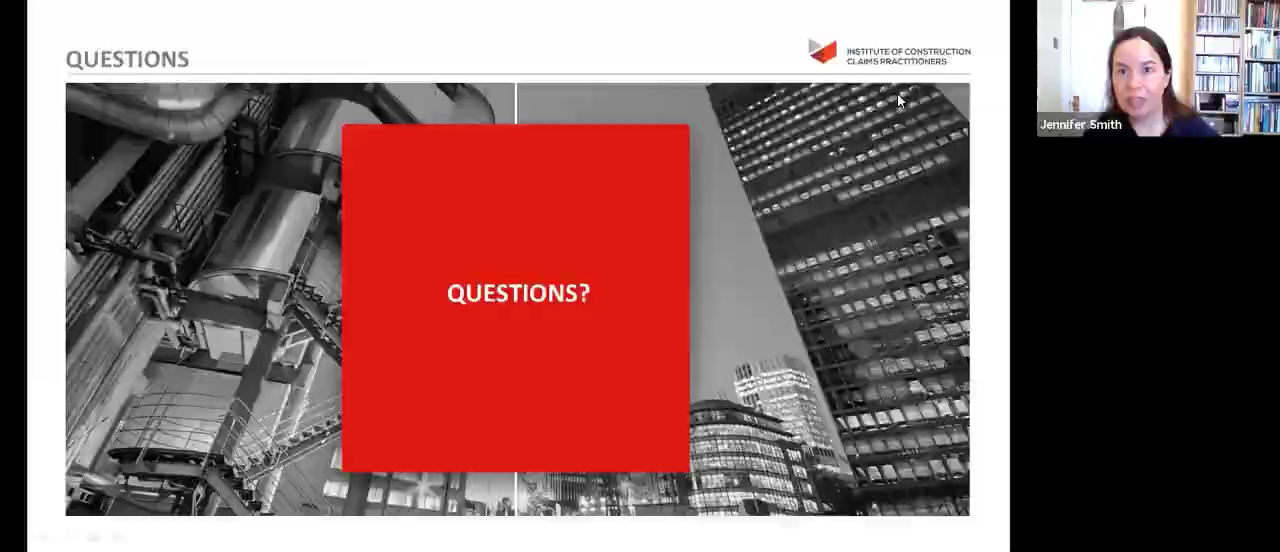 QUESTIONS
INSTITUTE OF CONSTRUCTION
CLAIMS PRACTITIONERS
Jennifer Smith
QUESTIONS?